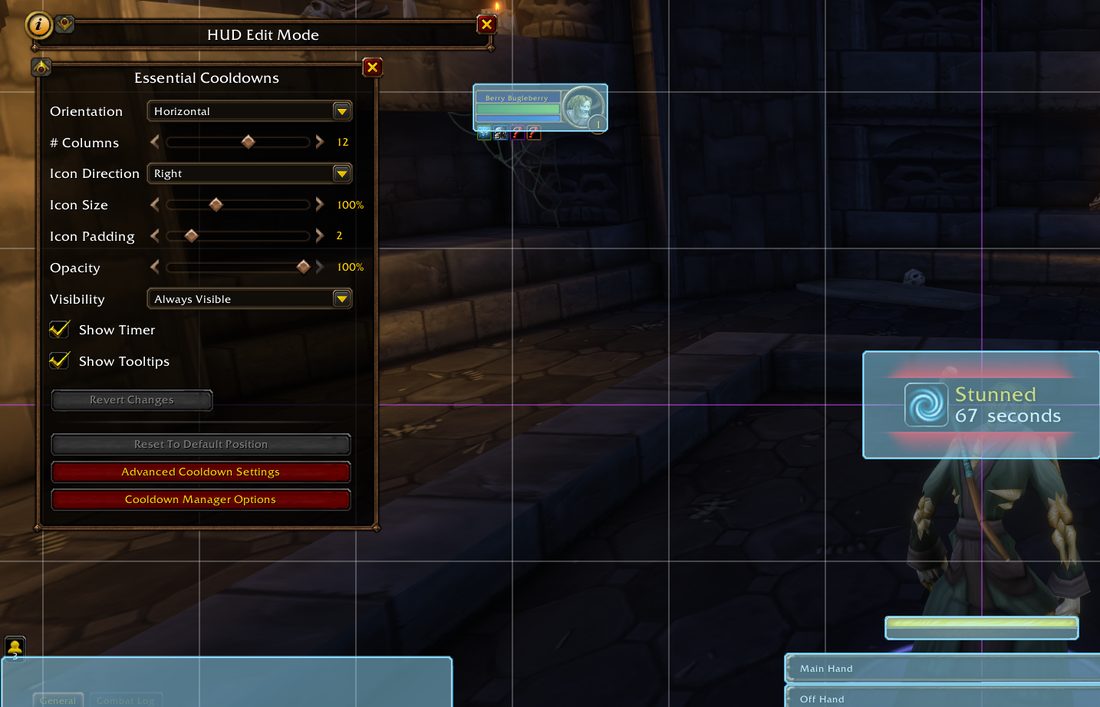 HUD Edit Mode
Essential Cooldowns
Orientation Horizontal
# Columns 12
Icon Direction Right
Icon Size 100%
Icon Padding 2
Opacity 100%
Visibility Always Visible
Show Timer
Show Tooltips
Revert Changes
Reset To Default Position
Advanced Cooldown Settings
Cooldown Manager Options
Berry Bugleberry
1
Stunned
67 seconds
Main Hand
Off Hand
General Combat Log